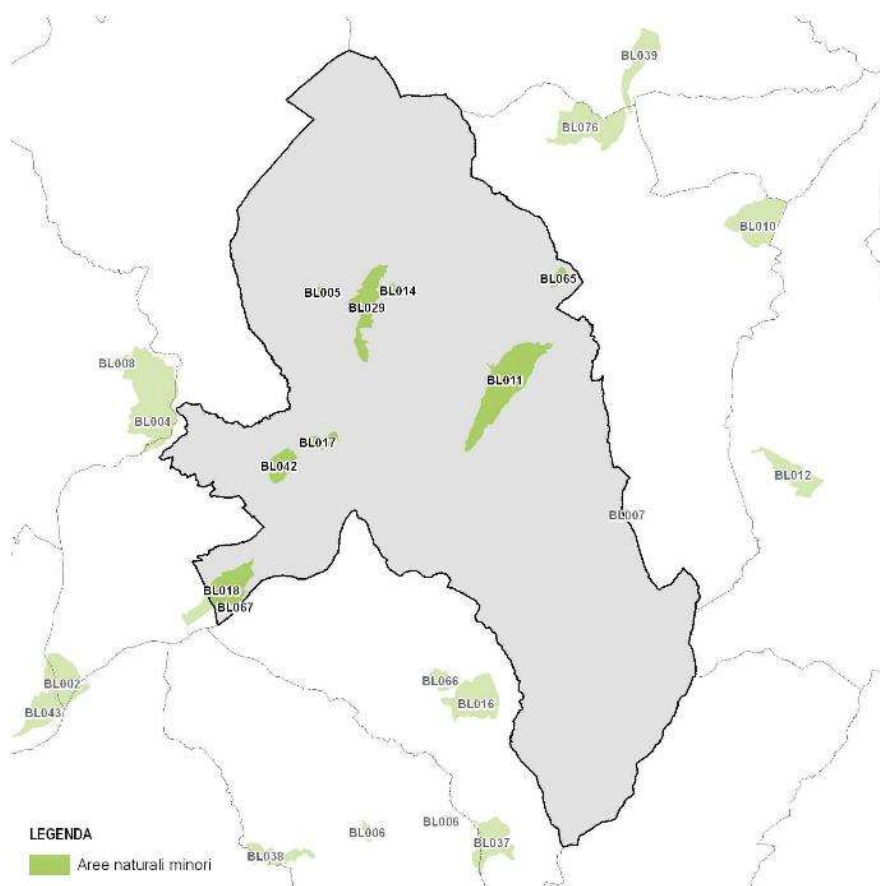 BL039
BL076
BL010
BL065
BL005
BL014
BL029
BL008
BL011
BL004
BL017
BL042
BL012
BL007
BL018
BL067
BL066
BL002
BL016
BL043
BL006
BL006
BL037
BL038
LEGENDA
Aree naturali minori